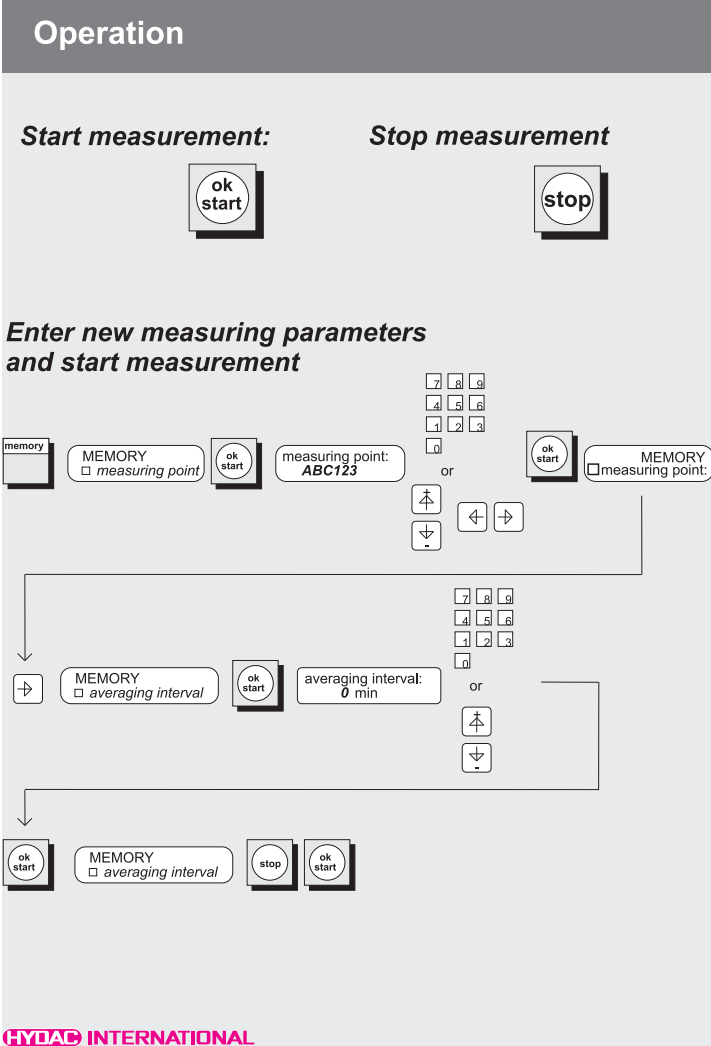 Operation
Start measurement:
Stop measurement
ok
start
stop
Enter new measuring parameters
and start measurement
7 8 9
4 5 6
1 2 3
0
or
+
-
memory
MEMORY
measuring point
ok
start
measuring point:
ABC123
ok
start
MEMORY
measuring point:
7 8 9
4 5 6
1 2 3
0
or
+
-
MEMORY
averaging interval
ok
start
averaging interval:
0 min
ok
start
MEMORY
averaging interval
stop
ok
start
HYDAC INTERNATIONAL